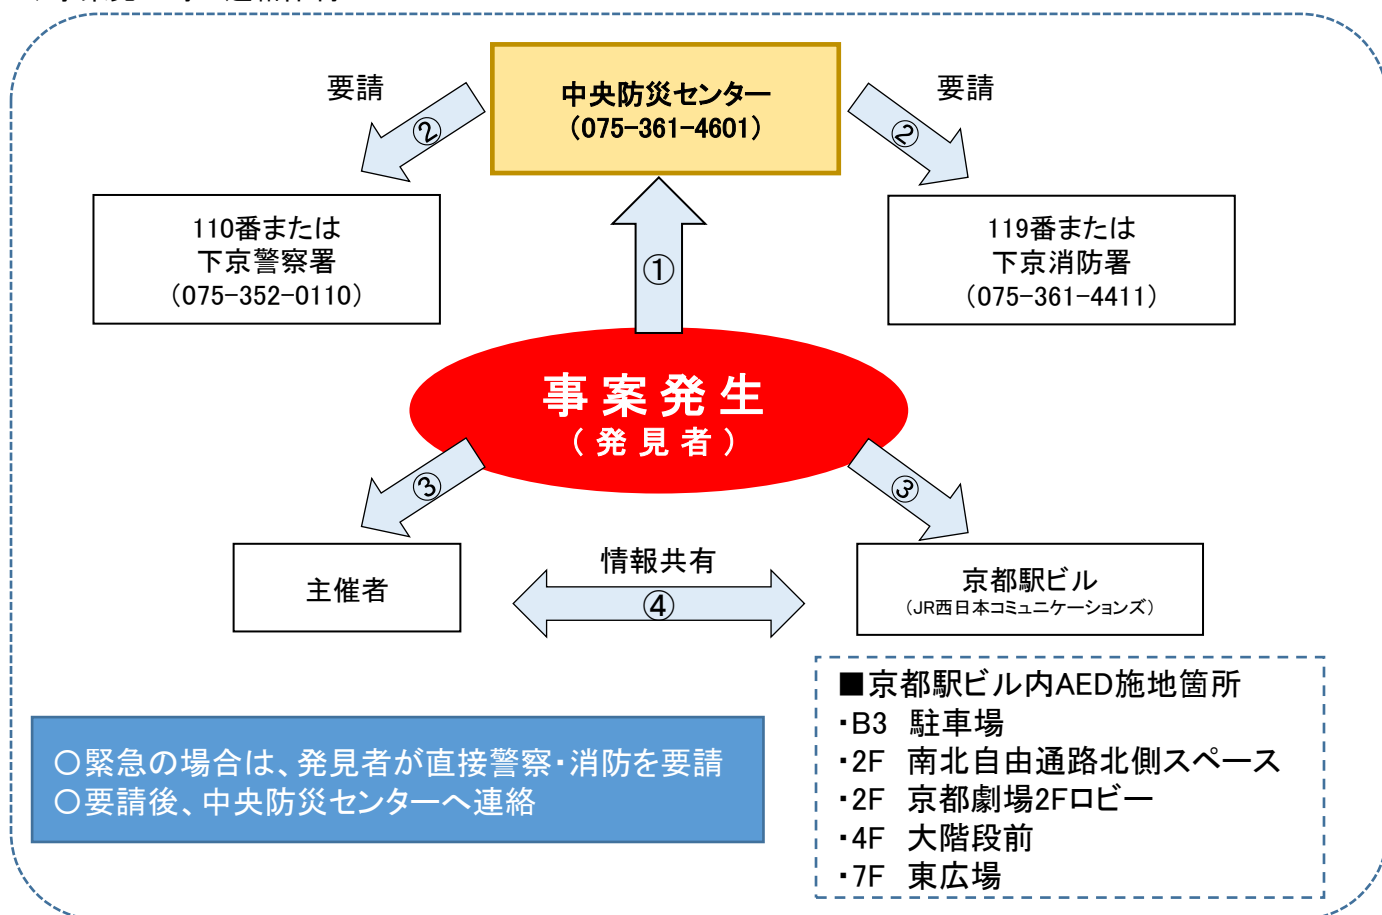 要請
中央防災センター
（075-361-4601）
要請
②
②
110番または
下京警察署
（075-352-0110）
①
119番または
下京消防署
（075-361-4411）
事案発生
（発見者）
③
③
主催者
情報共有
④
京都駅ビル
（JR西日本コミュニケーションズ）
○緊急の場合は、発見者が直接警察・消防を要請
○要請後、中央防災センターへ連絡
■京都駅ビル内AED施地箇所
・B3　駐車場
・2F　南北自由通路北側スペース
・2F　京都劇場2Fロビー
・4F　大階段前
・7F　東広場